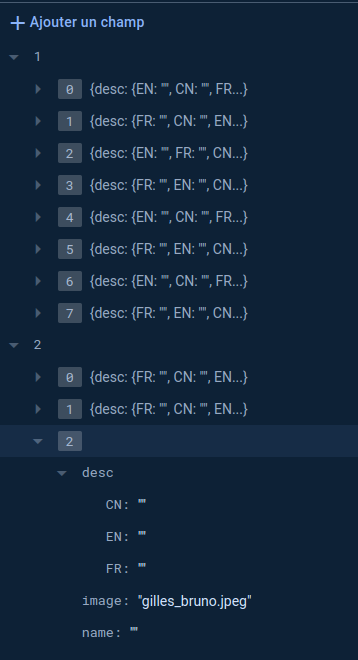 + Ajouter un champ
1
0 {desc: {EN: "", CN: "", FR...}
1 {desc: {FR: "", CN: "", EN...}
2 {desc: {EN: "", FR: "", CN...}
3 {desc: {FR: "", EN: "", CN...}
4 {desc: {EN: "", CN: "", FR...}
5 {desc: {FR: "", EN: "", CN...}
6 {desc: {EN: "", CN: "", FR...}
7 {desc: {FR: "", EN: "", CN...}
2
0 {desc: {FR: "", CN: "", EN...}
1 {desc: {FR: "", CN: "", EN...}
2
desc
CN: ""
EN: ""
FR: ""
image: "gilles_bruno.jpeg"
name: ""